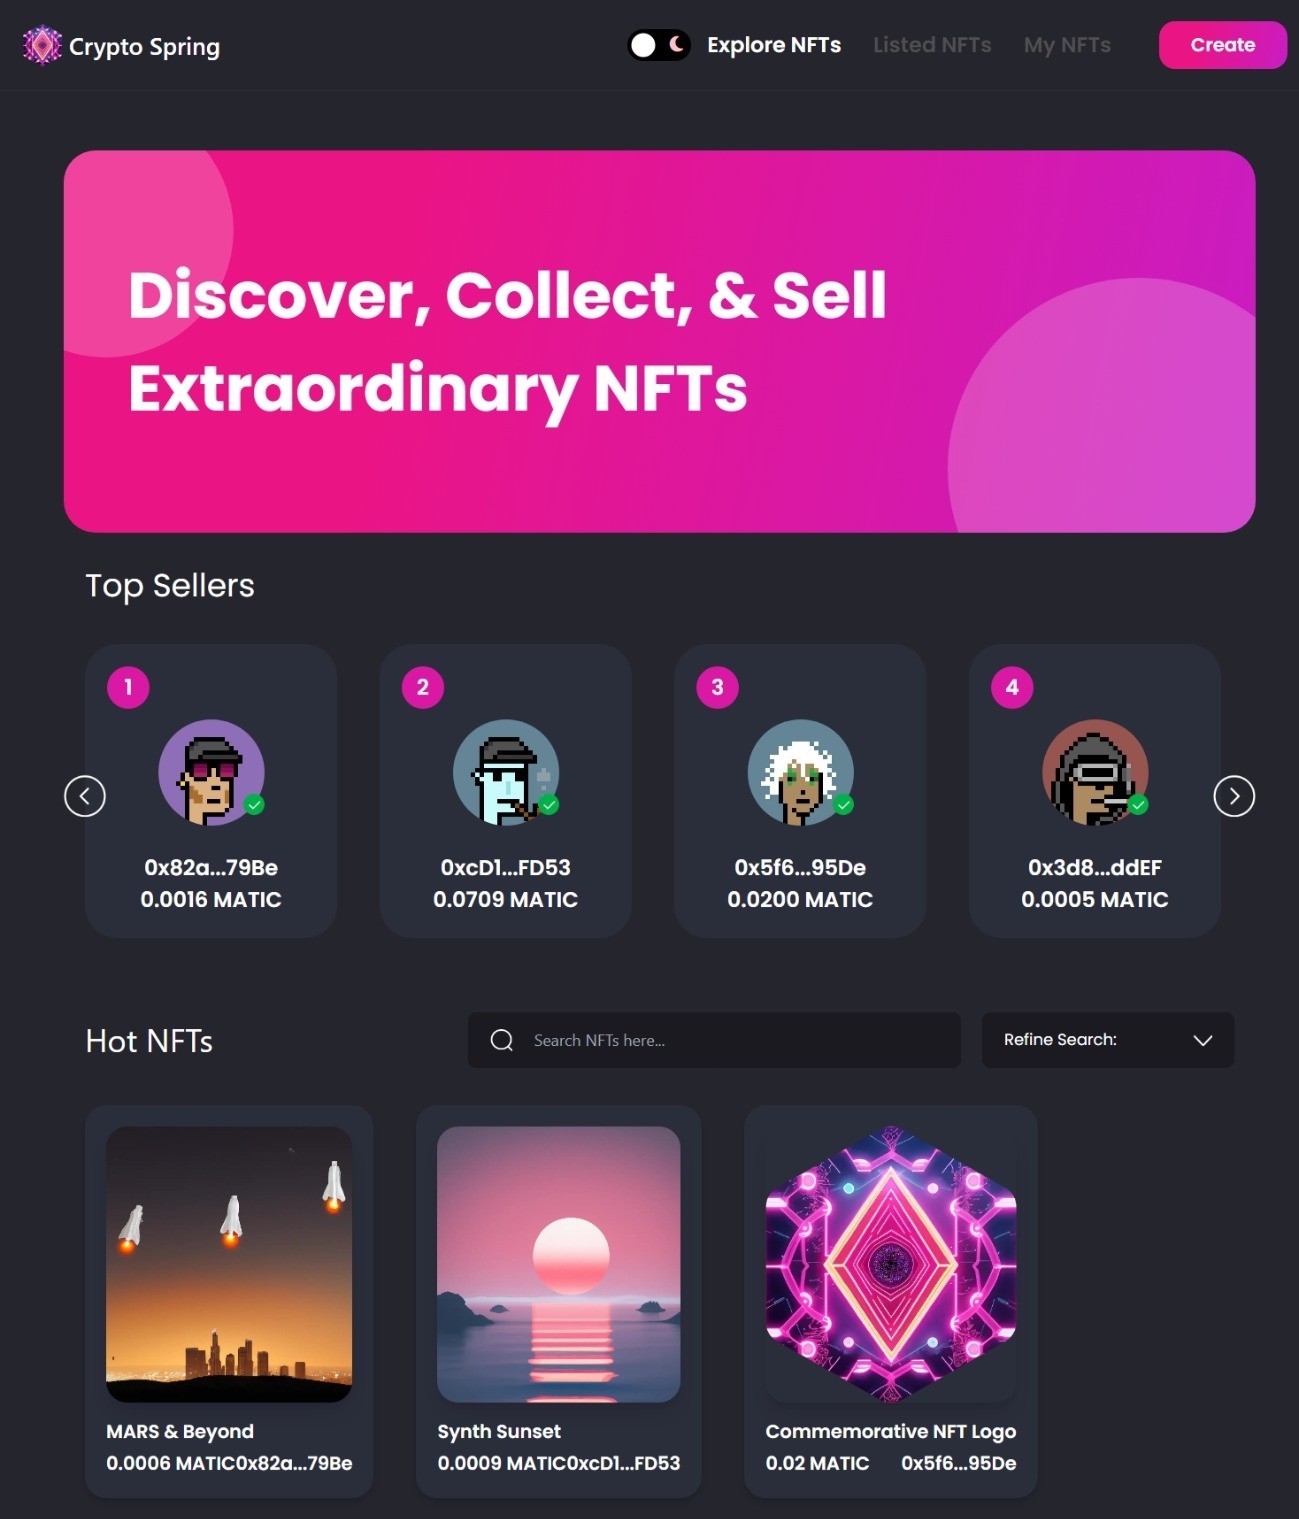 Crypto Spring
Explore NFTs
Listed NFTs
My NFTs
Create
Discover, Collect, & Sell
Extraordinary NFTs
Top Sellers
1
0x82a...79Be
0.0016 MATIC
2
0xcD1...FD53
0.0709 MATIC
3
0x5f6...95De
0.0200 MATIC
4
0x3d8...ddEF
0.0005 MATIC
Hot NFTs
Search NFTs here...
Refine Search:
MARS & Beyond
0.0006 MATIC0x82a...79Be
Synth Sunset
0.0009 MATIC0xcD1...FD53
Commemorative NFT Logo
0.02 MATIC 0x5f6...95De